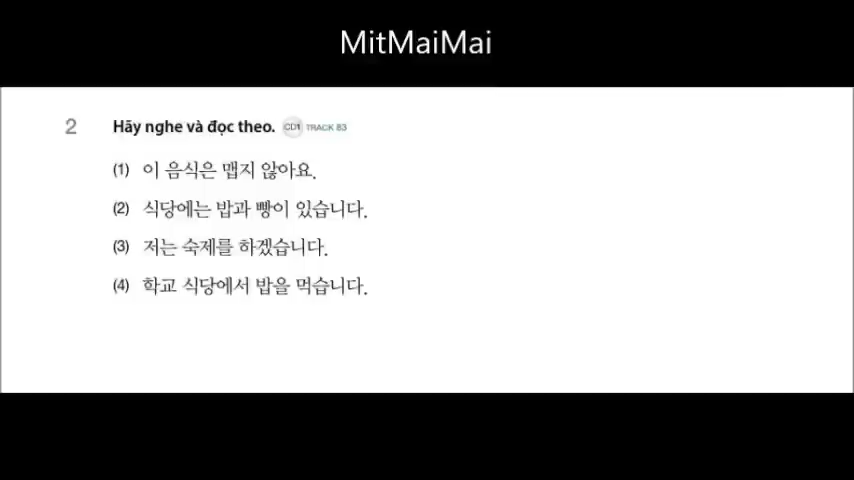 MitMaiMai
2 Hãy nghe và đọc theo. CD1 TRACK 83
(1) 이 음식은 맵지 않아요.
(2) 식당에는 밥과 빵이 있습니다.
(3) 저는 숙제를 하겠습니다.
(4) 학교 식당에서 밥을 먹습니다.